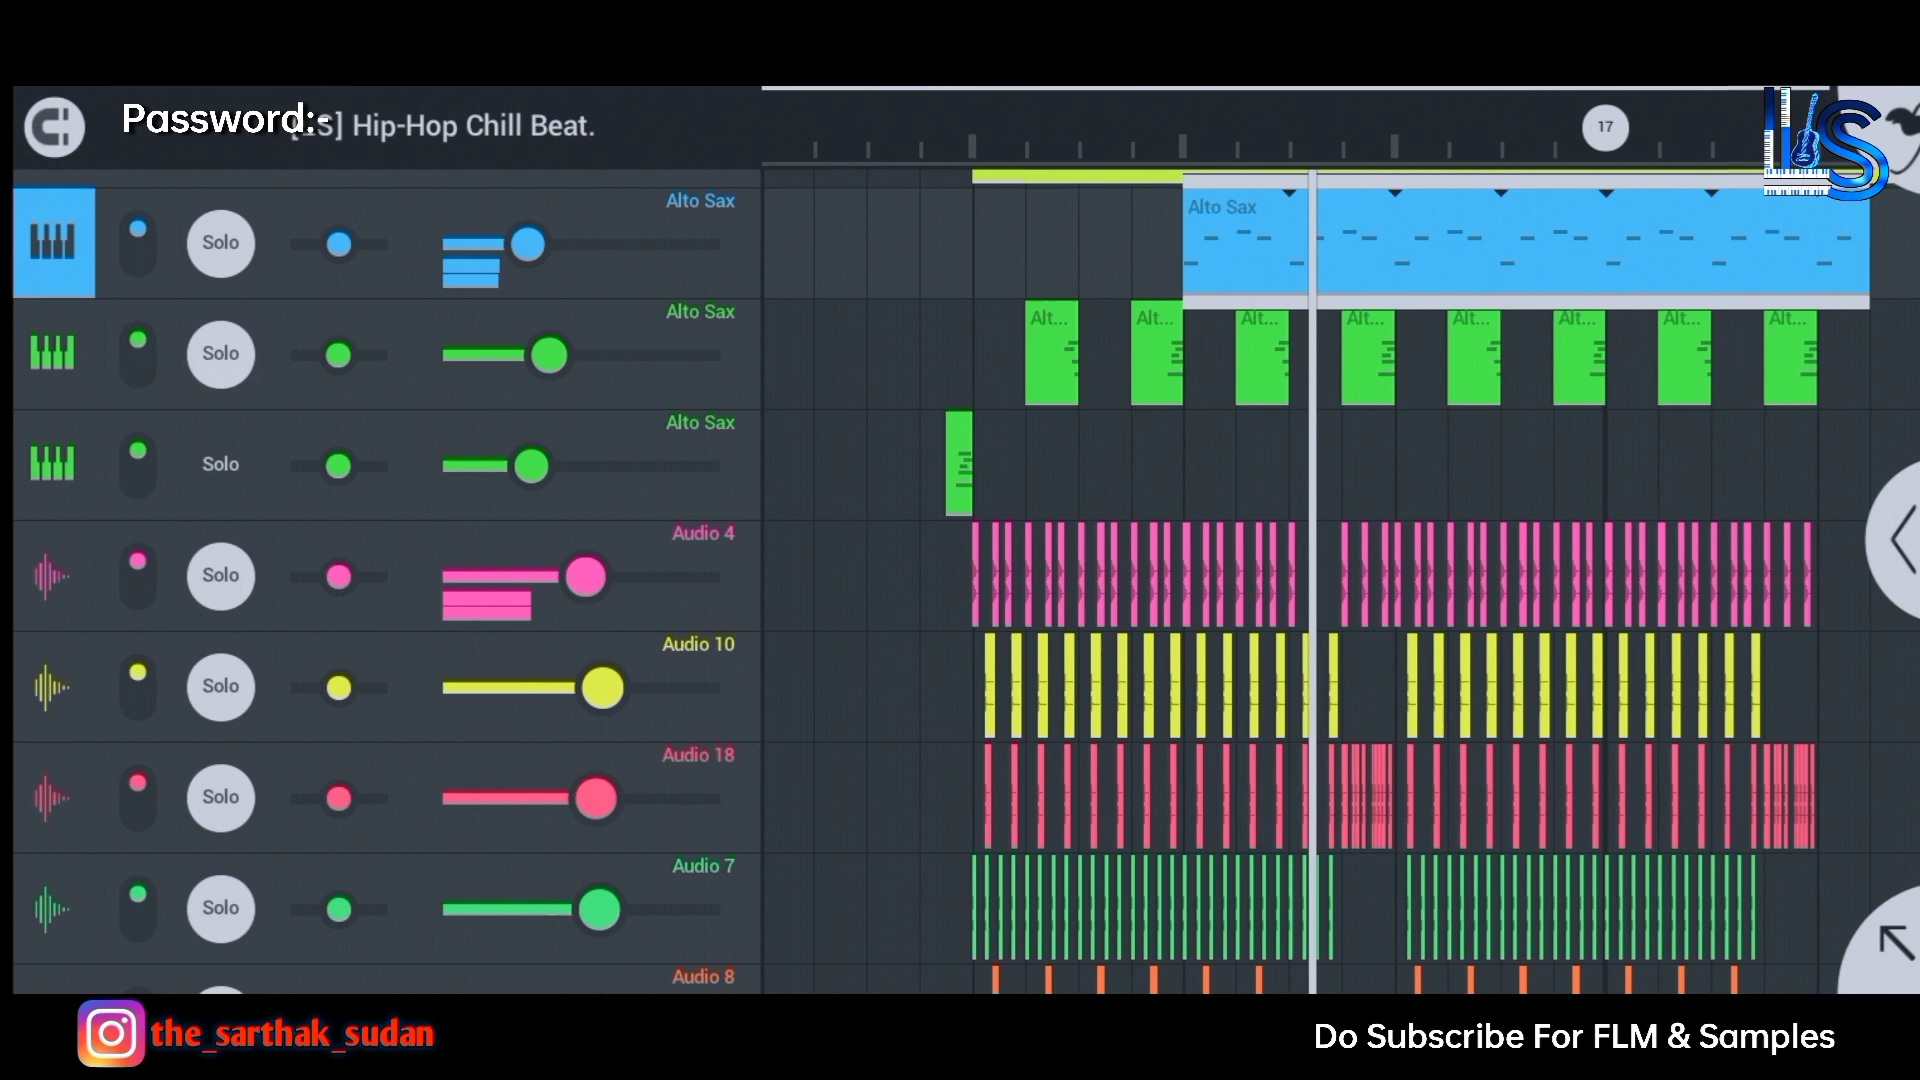 Password:-
[LS] Hip-Hop Chill Beat.
17
LS
Alto Sax
Solo
Alto Sax
Alto Sax
Solo
Alt... Alt... Alt... Alt... Alt... Alt... Alt... Alt...
Alto Sax
Solo
Audio 4
Solo
Audio 10
Solo
Audio 18
Solo
Audio 7
Solo
Audio 8
the_sarthak_sudan
Do Subscribe For FLM & Samples